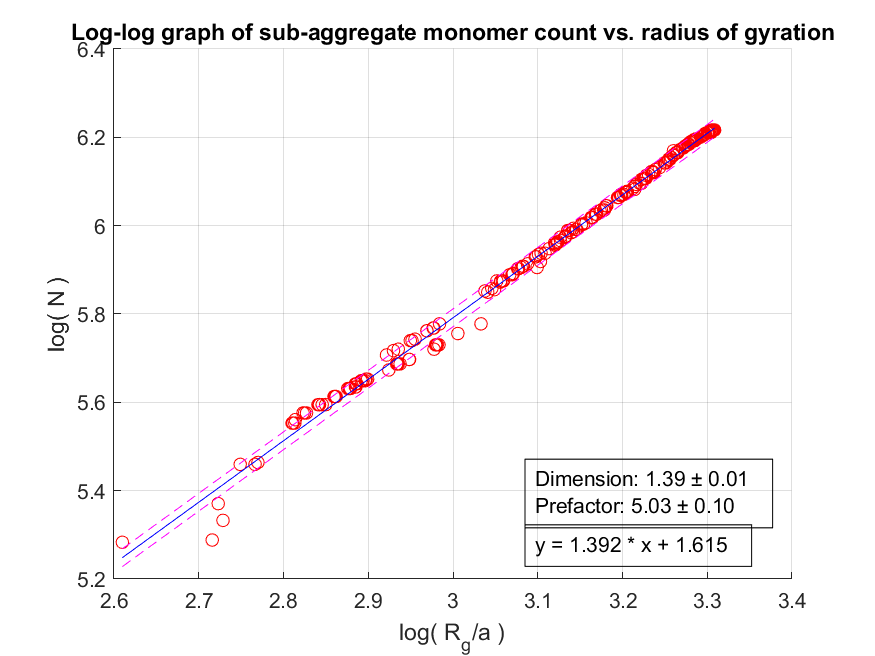 Log-log graph of sub-aggregate monomer count vs. radius of gyration
6.4
6.2
6
5.8
5.6
5.4
5.2
log( N )
Dimension: 1.39 ± 0.01
Prefactor: 5.03 ± 0.10
y = 1.392 * x + 1.615
2.6 2.7 2.8 2.9 3 3.1 3.2 3.3 3.4
log( R_g/a )